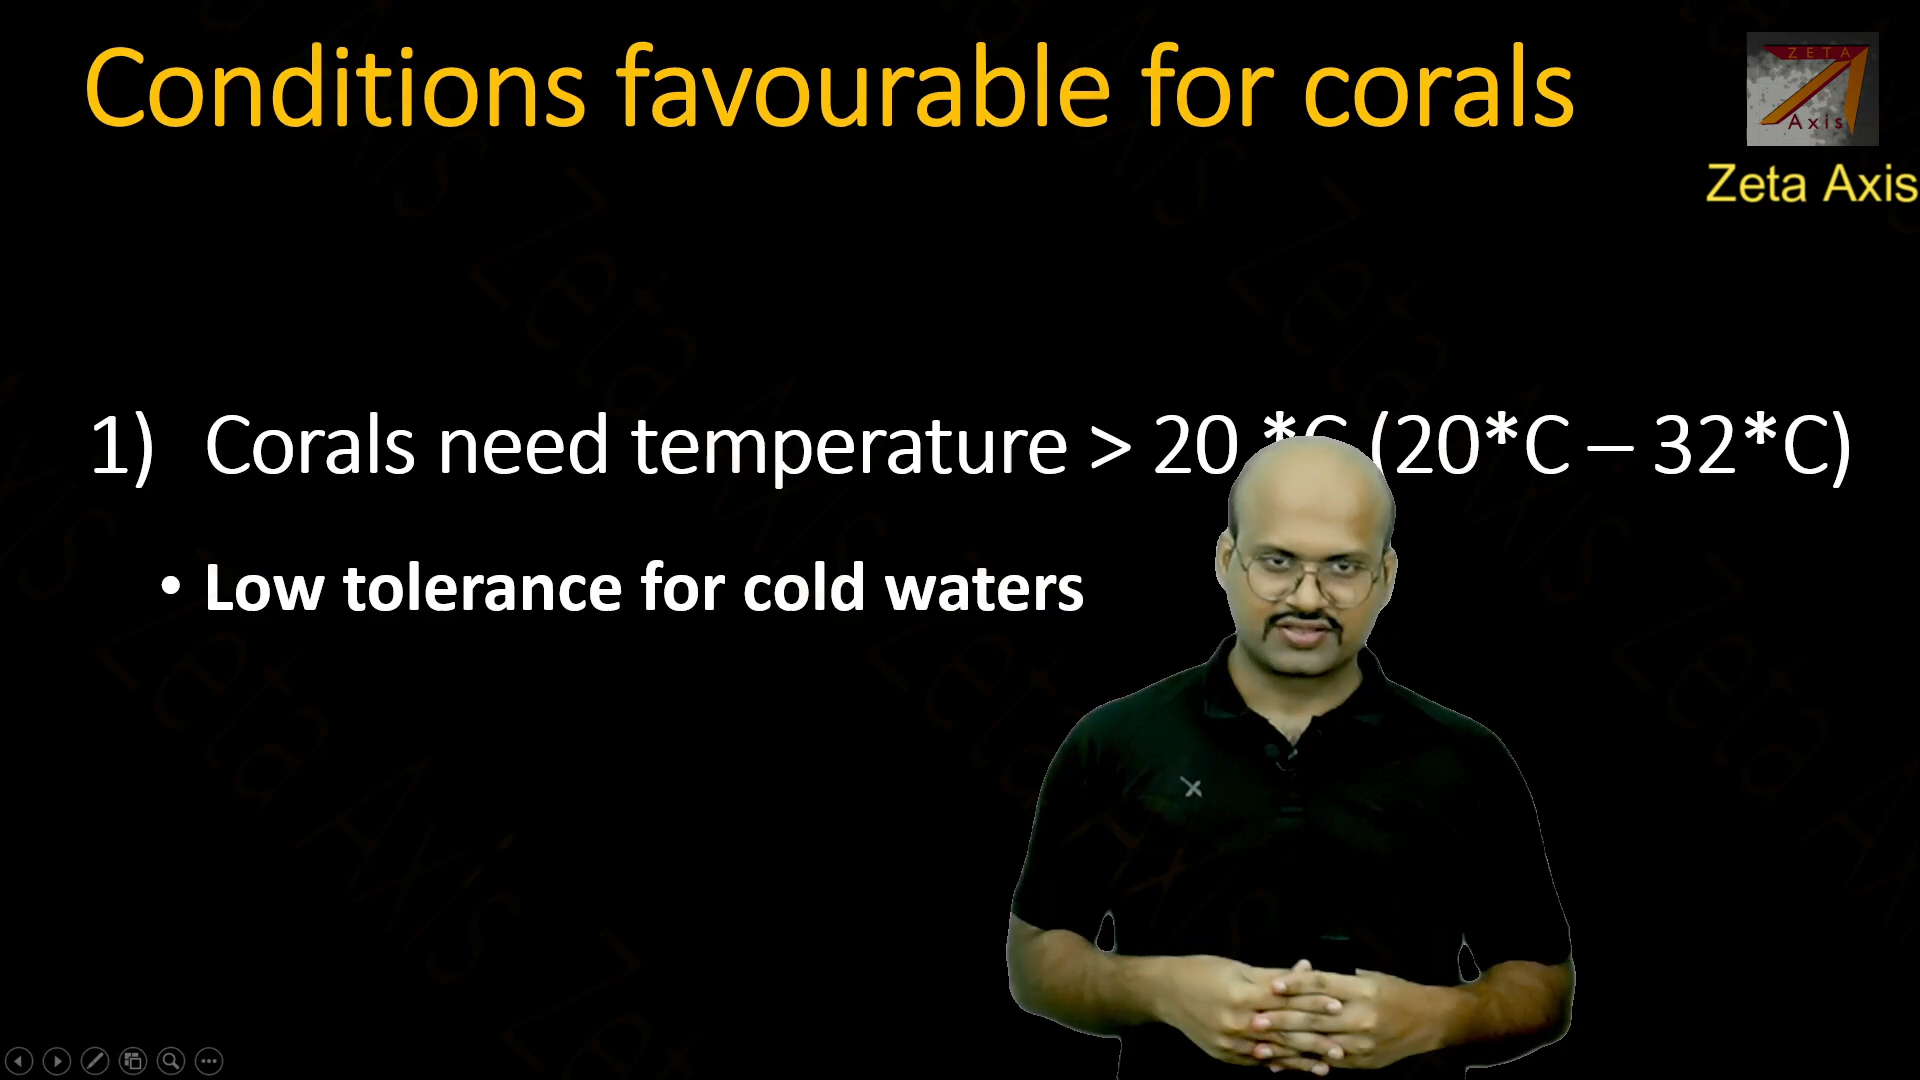 Conditions favourable for corals
ZETA
Axis
Zeta Axis
1) Corals need temperature > 20 *C (20*C – 32*C)
• Low tolerance for cold waters